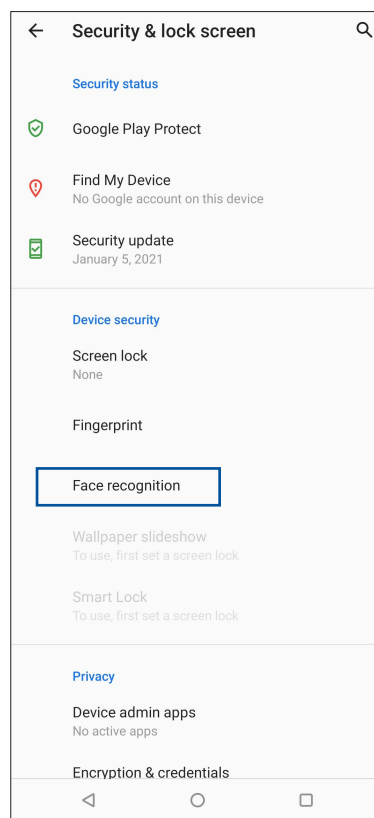 Security & lock screen
Security status
Google Play Protect
Find My Device
No Google account on this device
Security update
January 5, 2021
Device security
Screen lock
None
Fingerprint
Face recognition
Wallpaper slideshow
To use, first set a screen lock
Smart Lock
To use, first set a screen lock
Privacy
Device admin apps
No active apps
Encryption & credentials